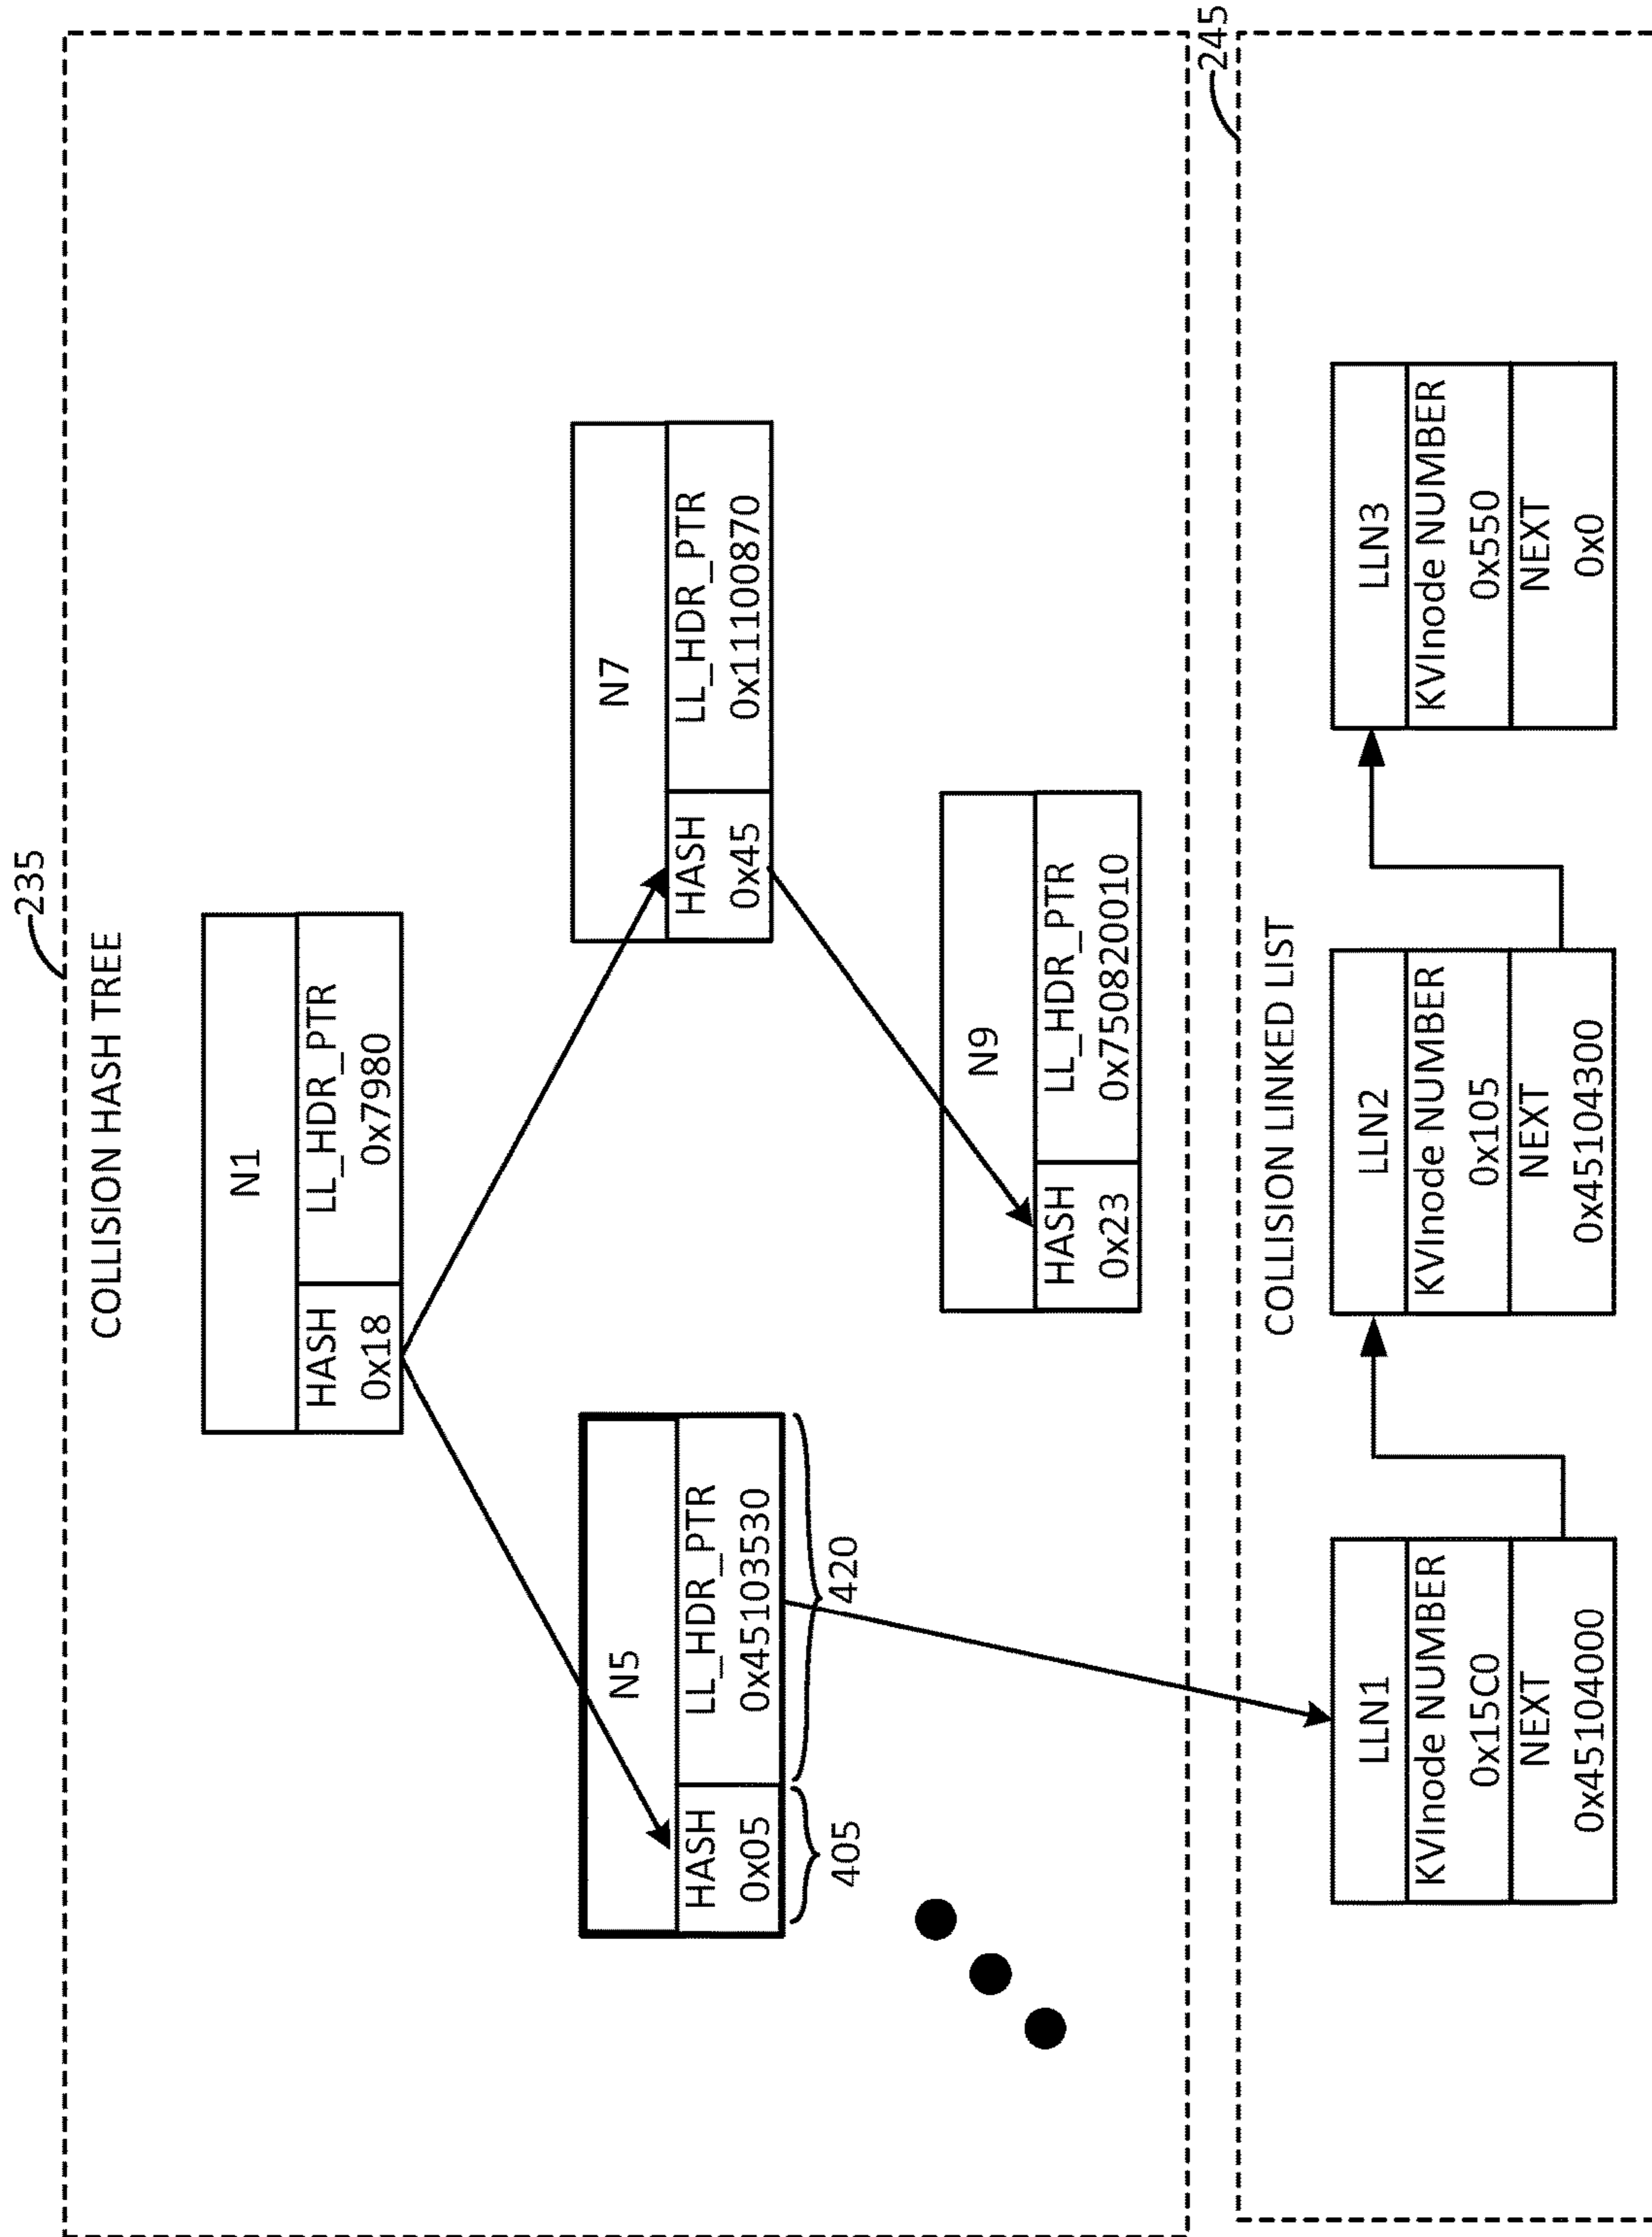 235
COLLISION HASH TREE
N1
HASH
0x18
LL_HDR_PTR
0x7980
N5
HASH
0x05
LL_HDR_PTR
0x45103530
405
420
N7
HASH
0x45
LL_HDR_PTR
0x11100870
N9
HASH
0x23
LL_HDR_PTR
0x750820010
245
COLLISION LINKED LIST
LLN1
KVInode NUMBER
0x15C0
NEXT
0x45104000
LLN2
KVInode NUMBER
0x105
NEXT
0x45104300
LLN3
KVInode NUMBER
0x550
NEXT
0x0